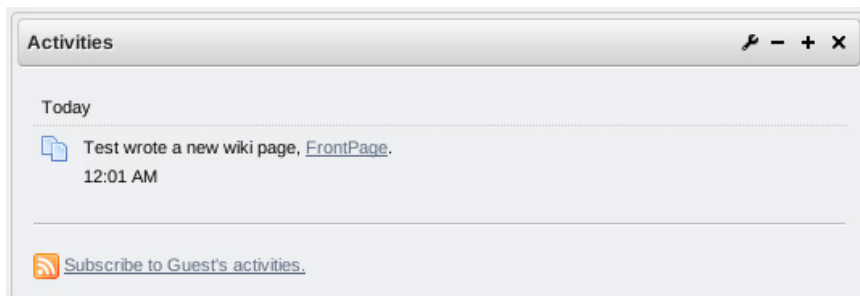 Activities
Today
Test wrote a new wiki page, FrontPage.
12:01 AM
Subscribe to Guest's activities.